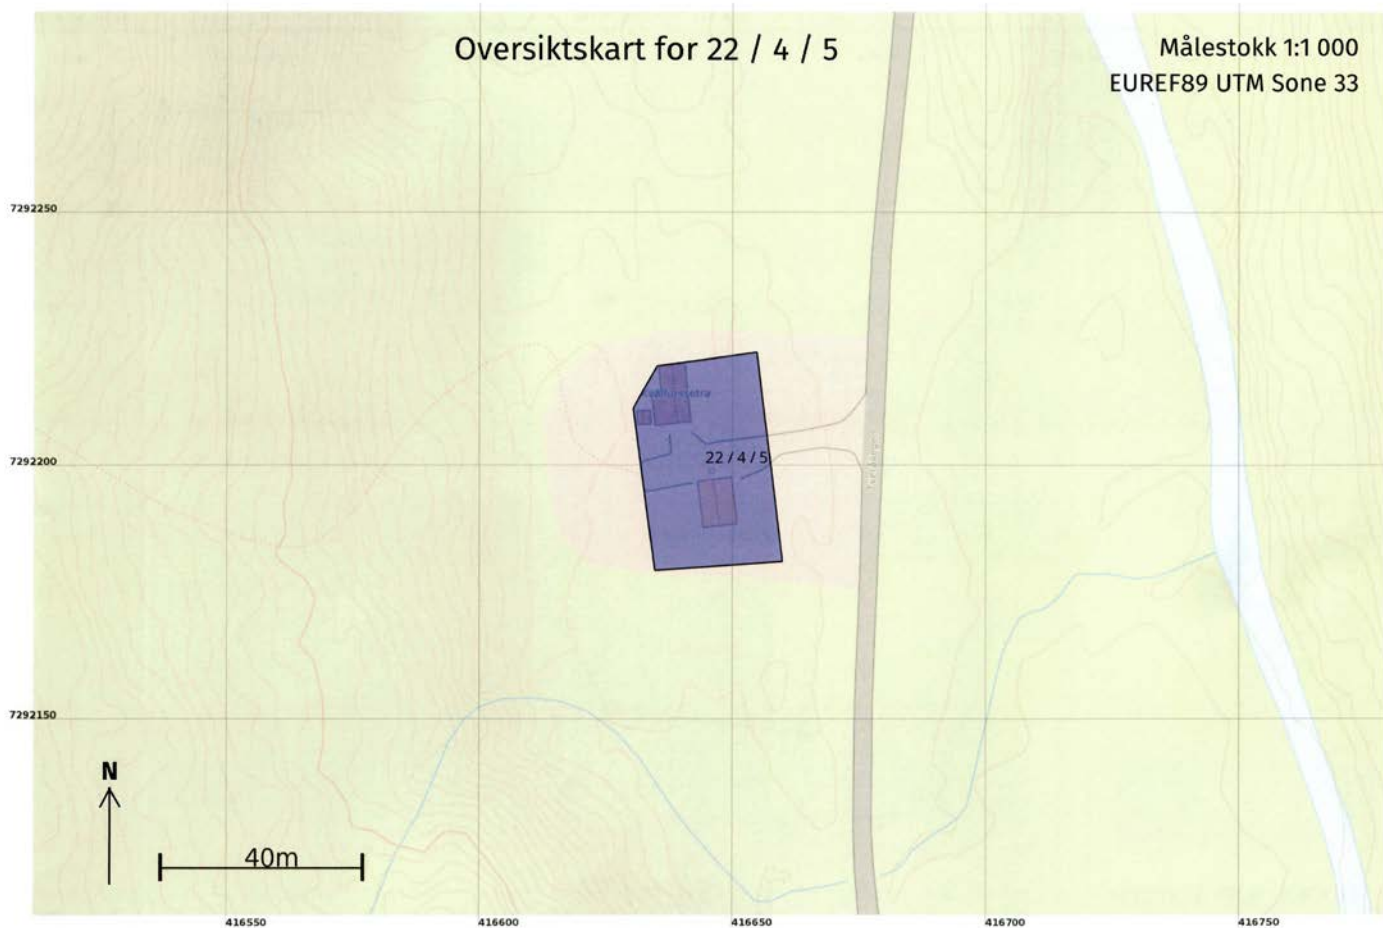 Oversiktskart for 22 / 4 / 5
Målestokk 1:1 000
EUREF89 UTM Sone 33
7292250
7292200
22 / 4 / 5
7292150
N
40m
416550
416600
416650
416700
416750